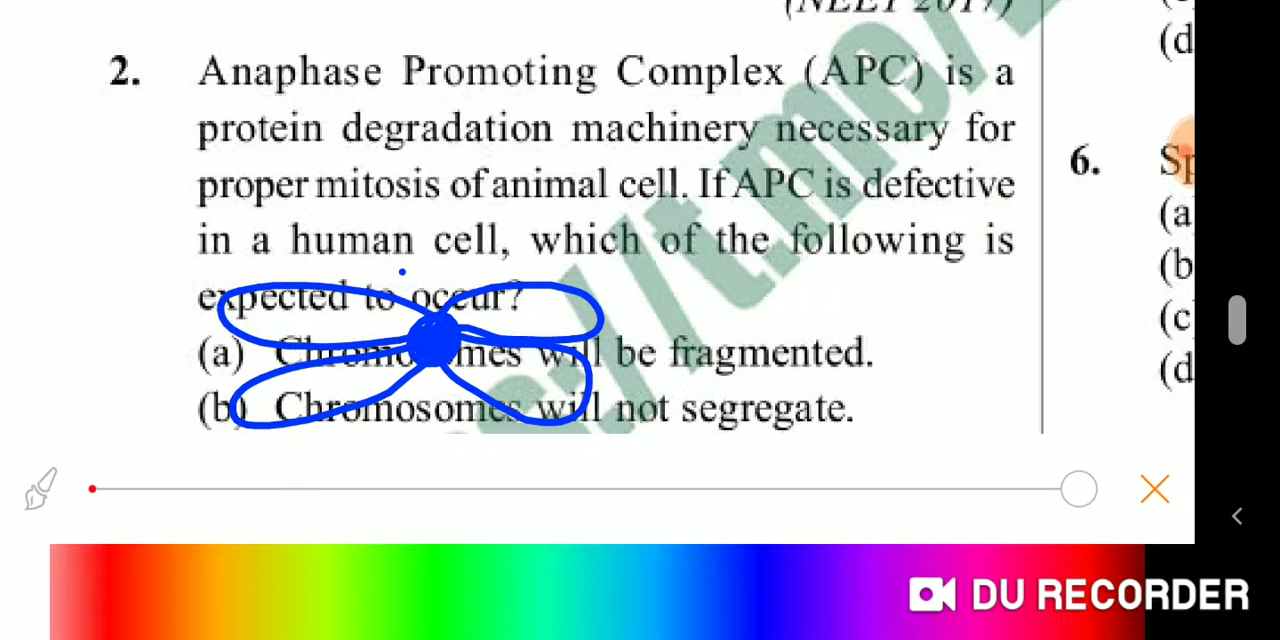 (NEET 2017)
2. Anaphase Promoting Complex (APC) is a
protein degradation machinery necessary for
proper mitosis of animal cell. If APC is defective
in a human cell, which of the following is
expected to occur?
(a) Chromosomes will be fragmented.
(b) Chromosomes will not segregate.
://t.me/
(d
6. Sp
(a
(b
(c
(d
DU RECORDER